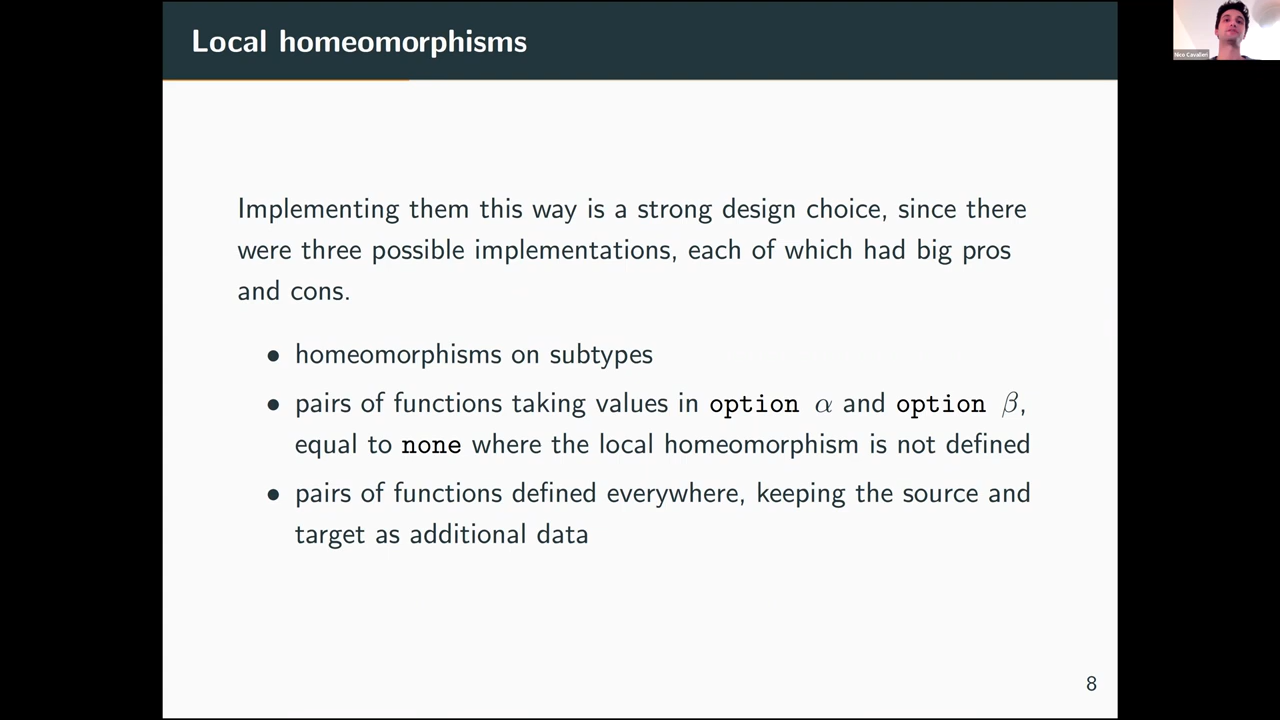 Local homeomorphisms
Nico Cavalleri
Implementing them this way is a strong design choice, since there
were three possible implementations, each of which had big pros
and cons.
• homeomorphisms on subtypes
• pairs of functions taking values in option α and option β,
equal to none where the local homeomorphism is not defined
• pairs of functions defined everywhere, keeping the source and
target as additional data
8